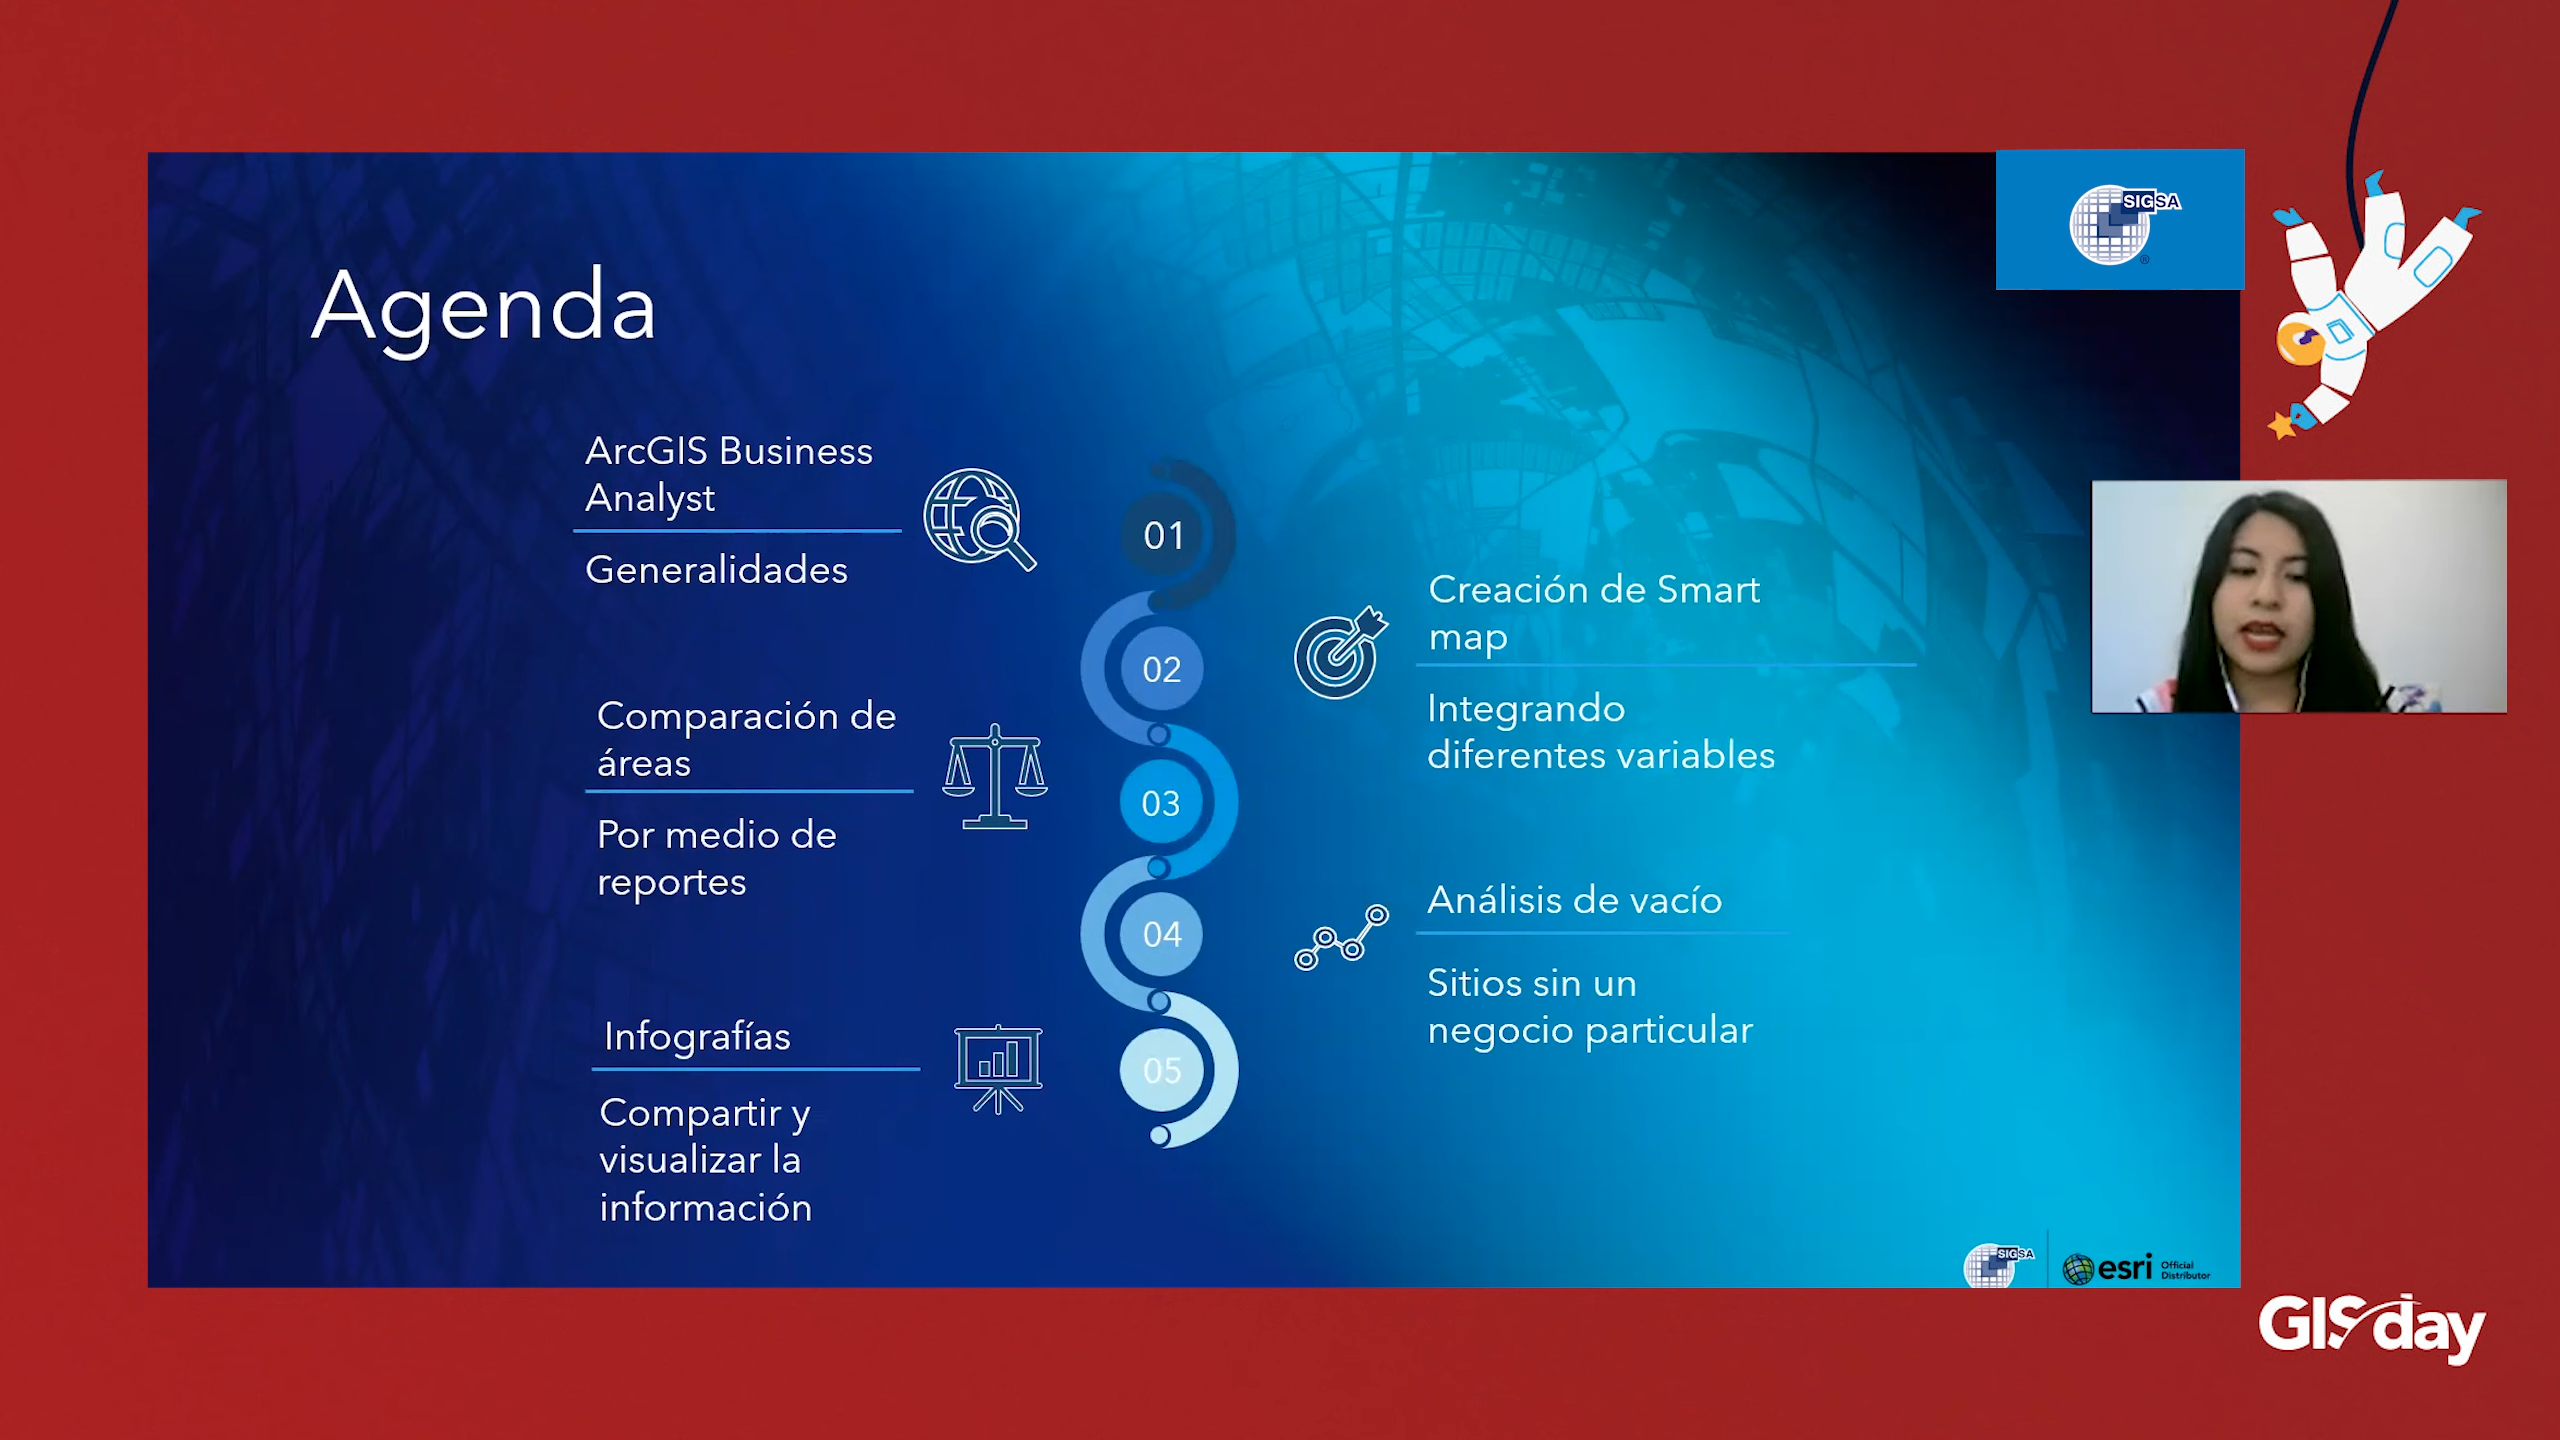 SIGSA
Agenda
ArcGIS Business
Analyst
Generalidades
01
Creación de Smart
map
Integrando
diferentes variables
02
Comparación de
áreas
Por medio de
reportes
03
Análisis de vacío
Sitios sin un
negocio particular
04
Infografías
Compartir y
visualizar la
información
05
SIGSA
esri Official
Distributor
GISday